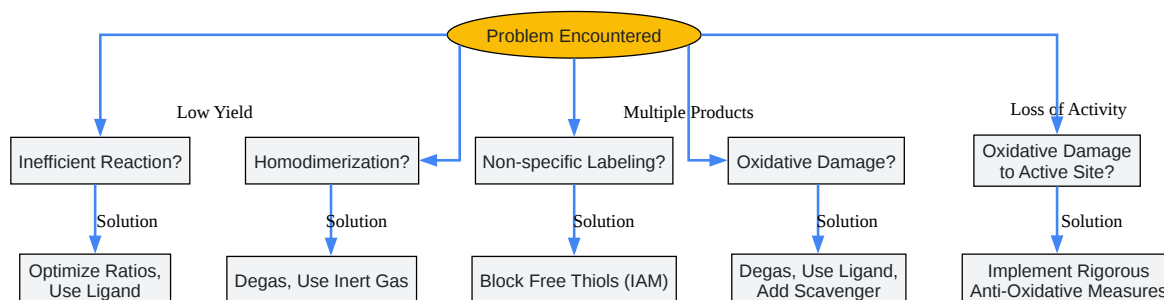 Problem Encountered
Low Yield
Multiple Products
Loss of Activity
Inefficient Reaction?
Homodimerization?
Non-specific Labeling?
Oxidative Damage?
Oxidative Damage
to Active Site?
Solution
Solution
Solution
Solution
Optimize Ratios,
Use Ligand
Degas, Use Inert Gas
Block Free Thiols (IAM)
Degas, Use Ligand,
Add Scavenger
Implement Rigorous
Anti-Oxidative Measures